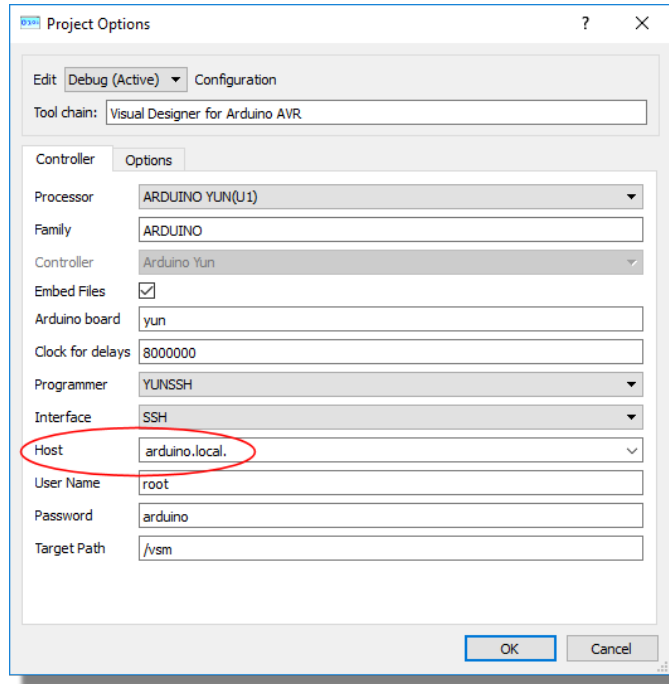 Project Options
Edit Debug (Active) Configuration
Tool chain: Visual Designer for Arduino AVR
Controller Options
Processor ARDUINO YUN(U1)
Family ARDUINO
Controller Arduino Yun
Embed Files
Arduino board yun
Clock for delays 8000000
Programmer YUNSSH
Interface SSH
Host arduino.local.
User Name root
Password arduino
Target Path /vsm
OK Cancel